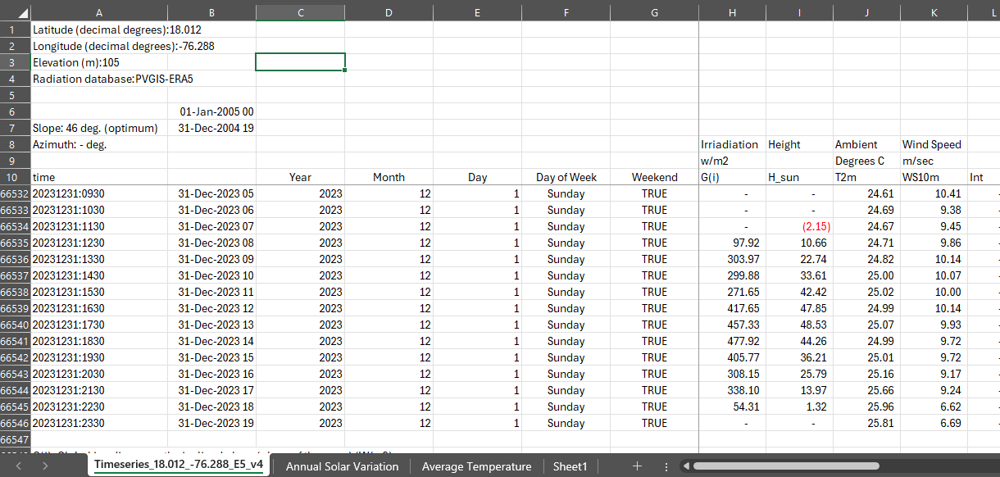 A B C D E F G H I J K L
1 Latitude (decimal degrees):18.012
2 Longitude (decimal degrees):-76.288
3 Elevation (m):105
4 Radiation database:PVGIS-ERA5
5
6 01-Jan-2005 00
7 Slope: 46 deg. (optimum) 31-Dec-2004 19
8 Azimuth: - deg. Irriadiation Height Ambient Wind Speed
9 w/m2 Degrees C m/sec
10 time Year Month Day Day of Week Weekend G(i) H_sun T2m WS10m Int
66532 20231231:0930 31-Dec-2023 05 2023 12 1 Sunday TRUE - - 24.61 10.41
66533 20231231:1030 31-Dec-2023 06 2023 12 1 Sunday TRUE - - 24.69 9.38
66534 20231231:1130 31-Dec-2023 07 2023 12 1 Sunday TRUE - (2.15) 24.67 9.45
66535 20231231:1230 31-Dec-2023 08 2023 12 1 Sunday TRUE 97.92 10.66 24.71 9.86
66536 20231231:1330 31-Dec-2023 09 2023 12 1 Sunday TRUE 303.97 22.74 24.82 10.14
66537 20231231:1430 31-Dec-2023 10 2023 12 1 Sunday TRUE 299.88 33.61 25.00 10.07
66538 20231231:1530 31-Dec-2023 11 2023 12 1 Sunday TRUE 271.65 42.42 25.02 10.00
66539 20231231:1630 31-Dec-2023 12 2023 12 1 Sunday TRUE 417.65 47.85 24.99 10.14
66540 20231231:1730 31-Dec-2023 13 2023 12 1 Sunday TRUE 457.33 48.53 25.07 9.93
66541 20231231:1830 31-Dec-2023 14 2023 12 1 Sunday TRUE 477.92 44.26 24.99 9.72
66542 20231231:1930 31-Dec-2023 15 2023 12 1 Sunday TRUE 405.77 36.21 25.01 9.72
66543 20231231:2030 31-Dec-2023 16 2023 12 1 Sunday TRUE 308.15 25.79 25.16 9.17
66544 20231231:2130 31-Dec-2023 17 2023 12 1 Sunday TRUE 338.10 13.97 25.66 9.24
66545 20231231:2230 31-Dec-2023 18 2023 12 1 Sunday TRUE 54.31 1.32 25.96 6.62
66546 20231231:2330 31-Dec-2023 19 2023 12 1 Sunday TRUE - - 25.81 6.69
66547
Timeseries_18.012_-76.288_E5_v4 Annual Solar Variation Average Temperature Sheet1